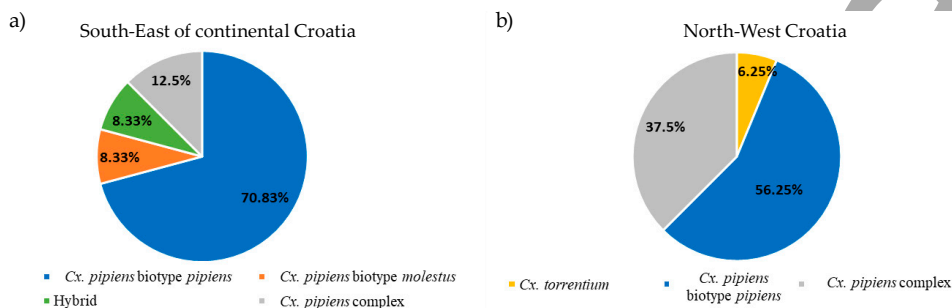 a)
South-East of continental Croatia
12.5%
8.33%
8.33%
70.83%
Cx. pipiens biotype pipiens
Cx. pipiens biotype molestus
Hybrid
Cx. pipiens complex
b)
North-West Croatia
6.25%
37.5%
56.25%
Cx. torrentium
Cx. pipiens
biotype pipiens
Cx. pipiens complex